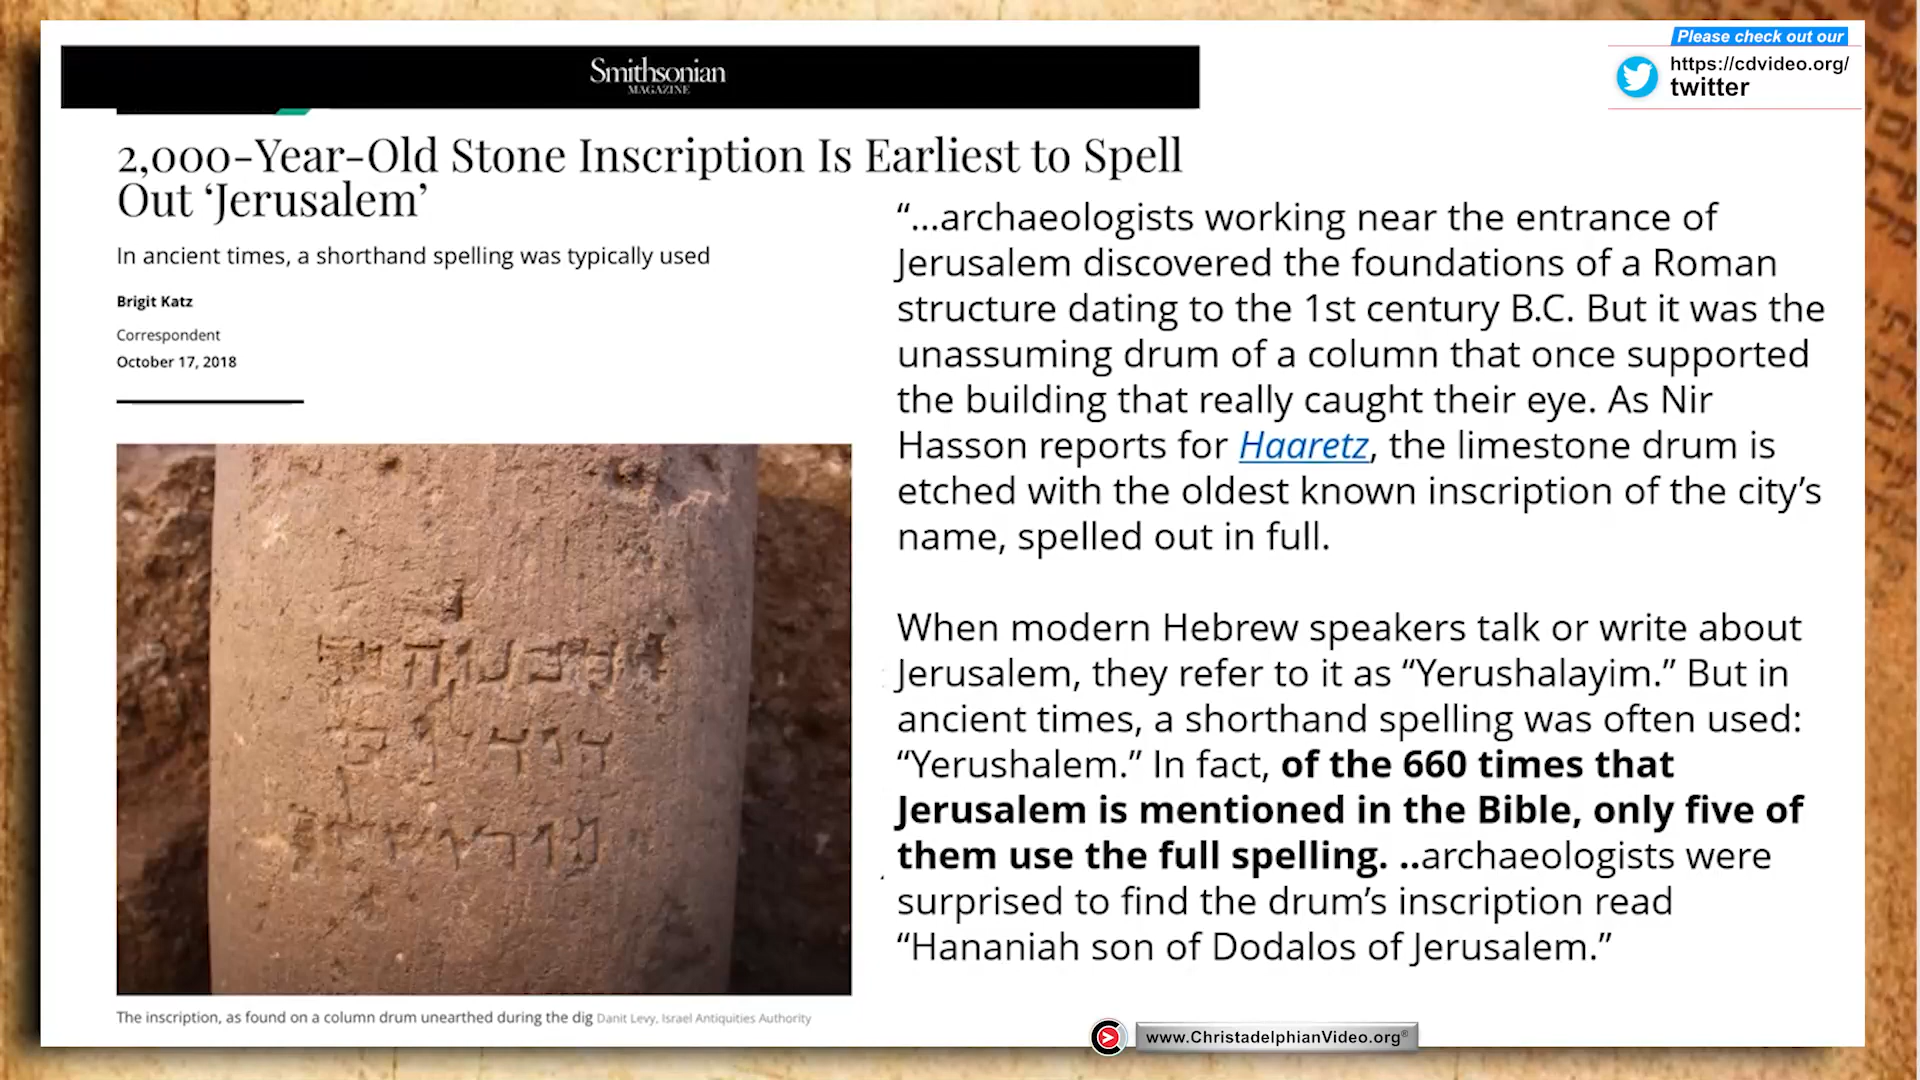 Smithsonian
MAGAZINE
Please check out our
https://cdvideo.org/
twitter
2,000-Year-Old Stone Inscription Is Earliest to Spell
Out ‘Jerusalem’
In ancient times, a shorthand spelling was typically used
Brigit Katz
Correspondent
October 17, 2018
The inscription, as found on a column drum unearthed during the dig Danit Levy, Israel Antiquities Authority
“...archaeologists working near the entrance of
Jerusalem discovered the foundations of a Roman
structure dating to the 1st century B.C. But it was the
unassuming drum of a column that once supported
the building that really caught their eye. As Nir
Hasson reports for Haaretz, the limestone drum is
etched with the oldest known inscription of the city’s
name, spelled out in full.
When modern Hebrew speakers talk or write about
Jerusalem, they refer to it as “Yerushalayim.” But in
ancient times, a shorthand spelling was often used:
“Yerushalem.” In fact, of the 660 times that
Jerusalem is mentioned in the Bible, only five of
them use the full spelling. ..archaeologists were
surprised to find the drum’s inscription read
“Hananiah son of Dodalos of Jerusalem.”
www.ChristadelphianVideo.org®